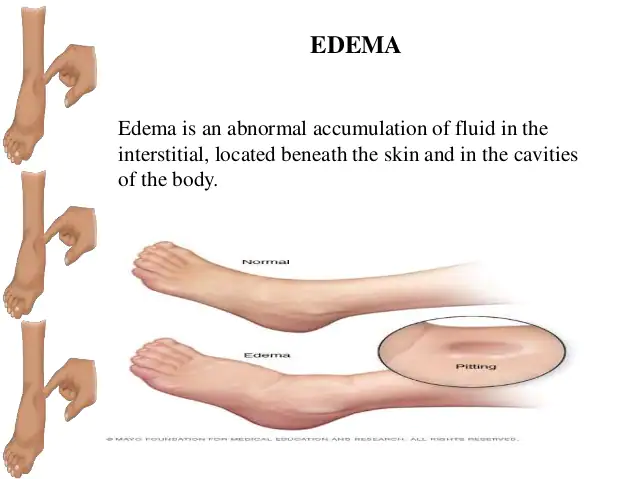 EDEMA
Edema is an abnormal accumulation of fluid in the
interstitial, located beneath the skin and in the cavities
of the body.
Normal
Edema
Pitting
© MAYO FOUNDATION FOR MEDICAL EDUCATION AND RESEARCH. ALL RIGHTS RESERVED.